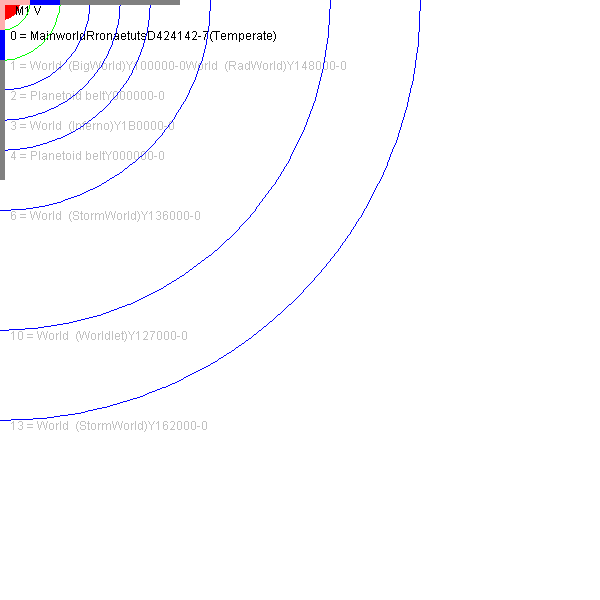 M1 V
0 = MainworldRronaetutsD424142-7(Temperate)
1 = World  (BigWorld)Y100000-0World  (RadWorld)Y148000-0
2 = Planetoid beltY000000-0
3 = World  (Inferno)Y1B0000-0
4 = Planetoid beltY000000-0
6 = World  (StormWorld)Y136000-0
10 = World  (Worldlet)Y127000-0
13 = World  (StormWorld)Y162000-0